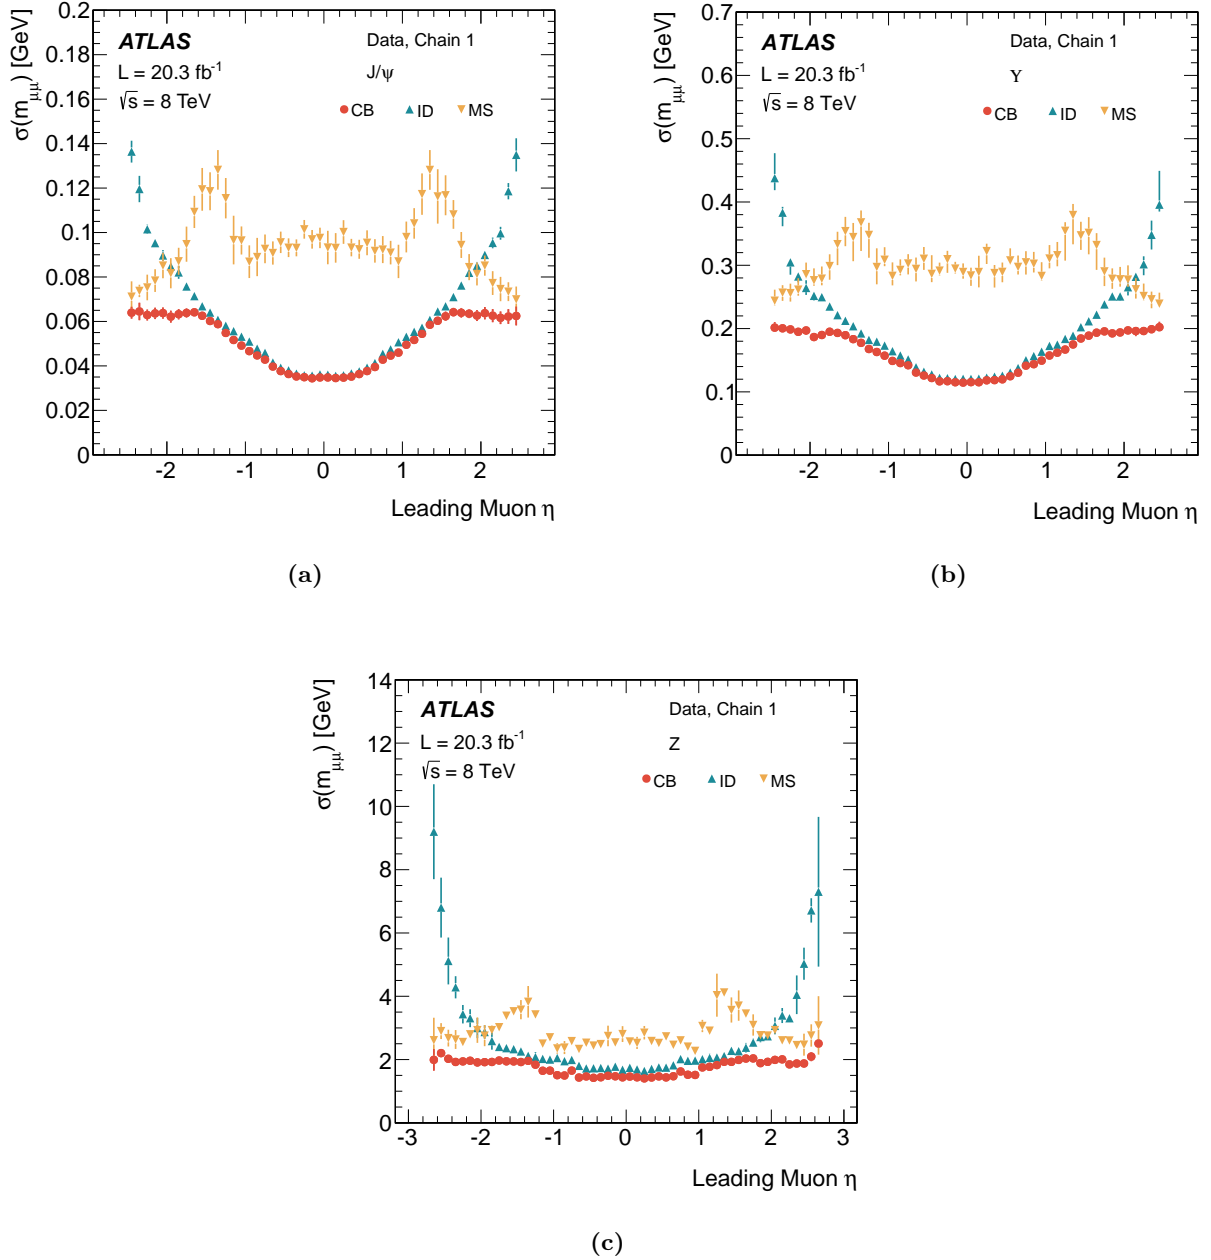 σ(m_μμ) [GeV]
0.2
0.18
0.16
0.14
0.12
0.1
0.08
0.06
0.04
0.02
0
ATLAS
L = 20.3 fb⁻¹
√s = 8 TeV
Data, Chain 1
J/ψ
CB ID MS
-2 -1 0 1 2
Leading Muon η
(a)
σ(m_μμ) [GeV]
0.7
0.6
0.5
0.4
0.3
0.2
0.1
0
ATLAS
L = 20.3 fb⁻¹
√s = 8 TeV
Data, Chain 1
Υ
CB ID MS
-2 -1 0 1 2
Leading Muon η
(b)
σ(m_μμ) [GeV]
14
12
10
8
6
4
2
0
ATLAS
L = 20.3 fb⁻¹
√s = 8 TeV
Data, Chain 1
Z
CB ID MS
-3 -2 -1 0 1 2 3
Leading Muon η
(c)